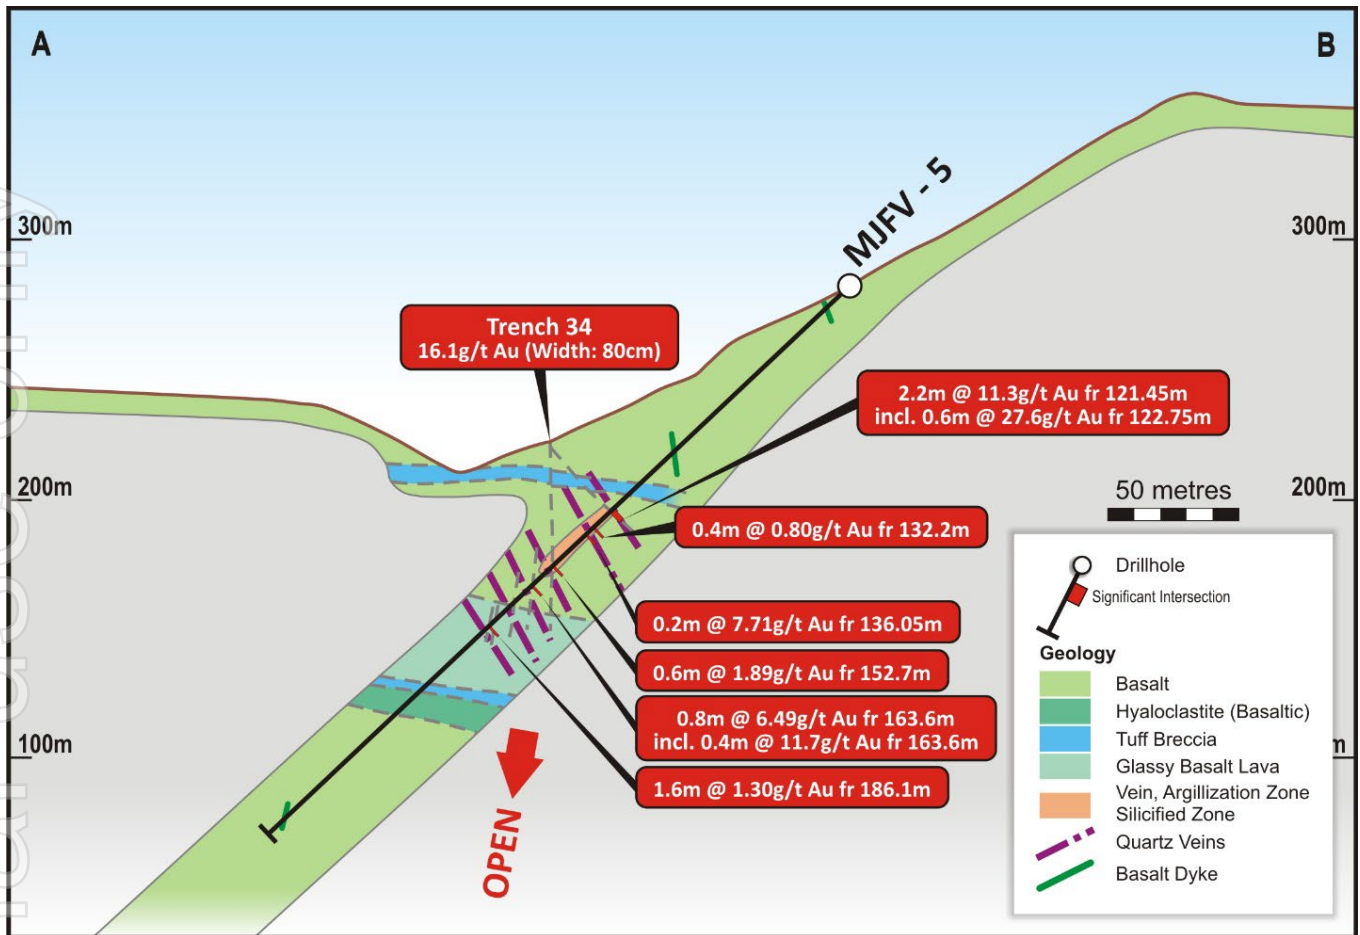 A
B
MJFV - 5
300m
300m
Trench 34
16.1g/t Au (Width: 80cm)
2.2m @ 11.3g/t Au fr 121.45m
incl. 0.6m @ 27.6g/t Au fr 122.75m
200m
200m
50 metres
0.4m @ 0.80g/t Au fr 132.2m
Drillhole
Significant Intersection
0.2m @ 7.71g/t Au fr 136.05m
Geology
0.6m @ 1.89g/t Au fr 152.7m
Basalt
0.8m @ 6.49g/t Au fr 163.6m
incl. 0.4m @ 11.7g/t Au fr 163.6m
Hyaloclastite (Basaltic)
Tuff Breccia
100m
m
Glassy Basalt Lava
1.6m @ 1.30g/t Au fr 186.1m
Vein, Argillization Zone
Silicified Zone
Quartz Veins
Basalt Dyke
OPEN